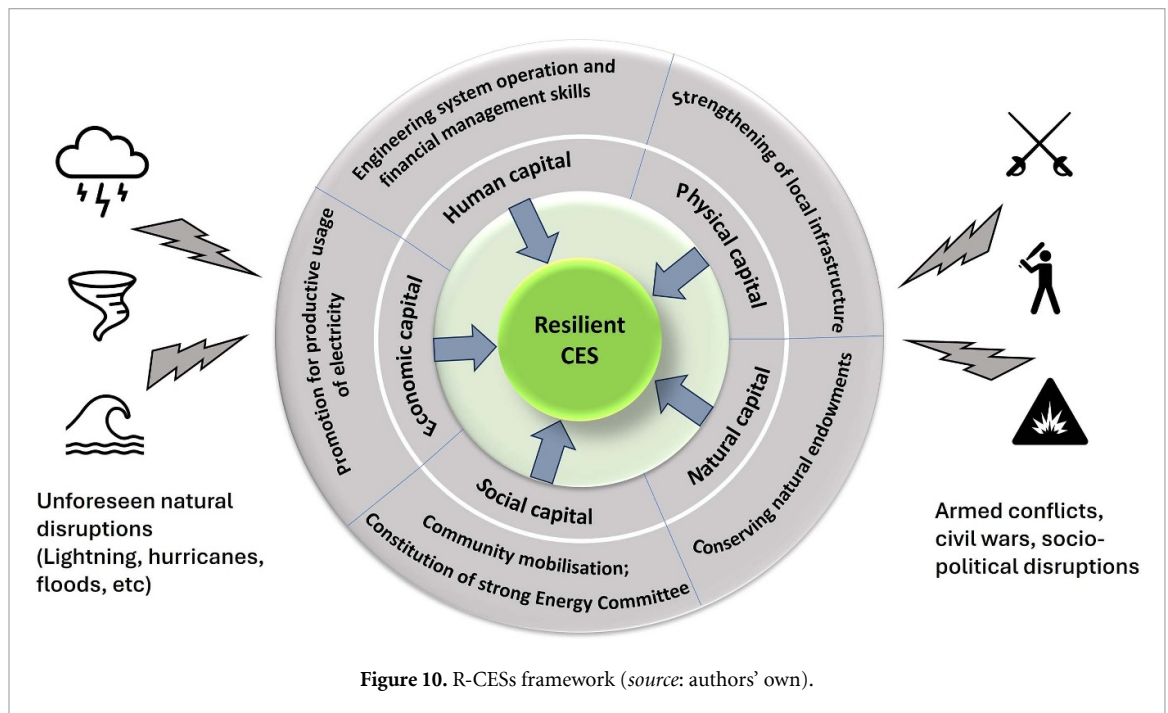 Engineering system operation and
financial management skills
Human capital
Strengthening of local infrastructure
Physical capital
Promotion for productive usage
of electricity
Economic capital
Resilient
CES
Natural capital
Conserving natural endowments
Social capital
Community mobilisation;
Constitution of strong Energy Committee
Unforeseen natural
disruptions
(Lightning, hurricanes,
floods, etc)
Armed conflicts,
civil wars, socio-
political disruptions
Figure 10. R-CESs framework (source: authors' own).